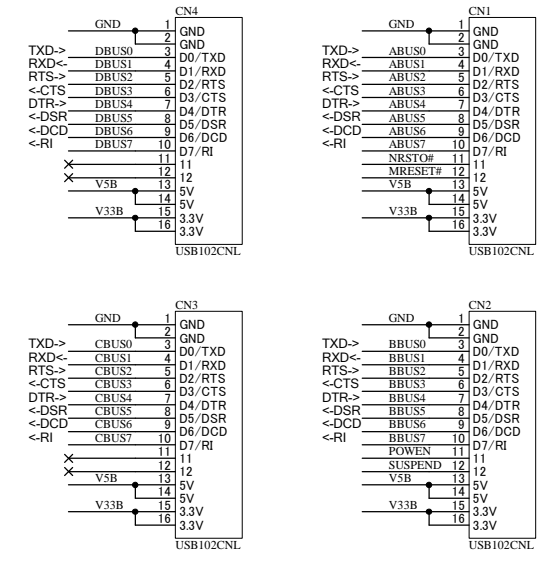 CN4
GND 1 GND
2 GND
TXD-> DBUS0 3 D0/TXD
RXD<- DBUS1 4 D1/RXD
RTS-> DBUS2 5 D2/RTS
<-CTS DBUS3 6 D3/CTS
DTR-> DBUS4 7 D4/DTR
<-DSR DBUS5 8 D5/DSR
<-DCD DBUS6 9 D6/DCD
<-RI DBUS7 10 D7/RI
11 11
12 12
V5B 13 5V
14 5V
V33B 15 3.3V
16 3.3V
USB102CNL
CN1
GND 1 GND
2 GND
TXD-> ABUS0 3 D0/TXD
RXD<- ABUS1 4 D1/RXD
RTS-> ABUS2 5 D2/RTS
<-CTS ABUS3 6 D3/CTS
DTR-> ABUS4 7 D4/DTR
<-DSR ABUS5 8 D5/DSR
<-DCD ABUS6 9 D6/DCD
<-RI ABUS7 10 D7/RI
NRSTO# 11 11
MRESET# 12 12
V5B 13 5V
14 5V
V33B 15 3.3V
16 3.3V
USB102CNL
CN3
GND 1 GND
2 GND
TXD-> CBUS0 3 D0/TXD
RXD<- CBUS1 4 D1/RXD
RTS-> CBUS2 5 D2/RTS
<-CTS CBUS3 6 D3/CTS
DTR-> CBUS4 7 D4/DTR
<-DSR CBUS5 8 D5/DSR
<-DCD CBUS6 9 D6/DCD
<-RI CBUS7 10 D7/RI
11 11
12 12
V5B 13 5V
14 5V
V33B 15 3.3V
16 3.3V
USB102CNL
CN2
GND 1 GND
2 GND
TXD-> BBUS0 3 D0/TXD
RXD<- BBUS1 4 D1/RXD
RTS-> BBUS2 5 D2/RTS
<-CTS BBUS3 6 D3/CTS
DTR-> BBUS4 7 D4/DTR
<-DSR BBUS5 8 D5/DSR
<-DCD BBUS6 9 D6/DCD
<-RI BBUS7 10 D7/RI
POWEN 11 11
SUSPEND 12 12
V5B 13 5V
14 5V
V33B 15 3.3V
16 3.3V
USB102CNL